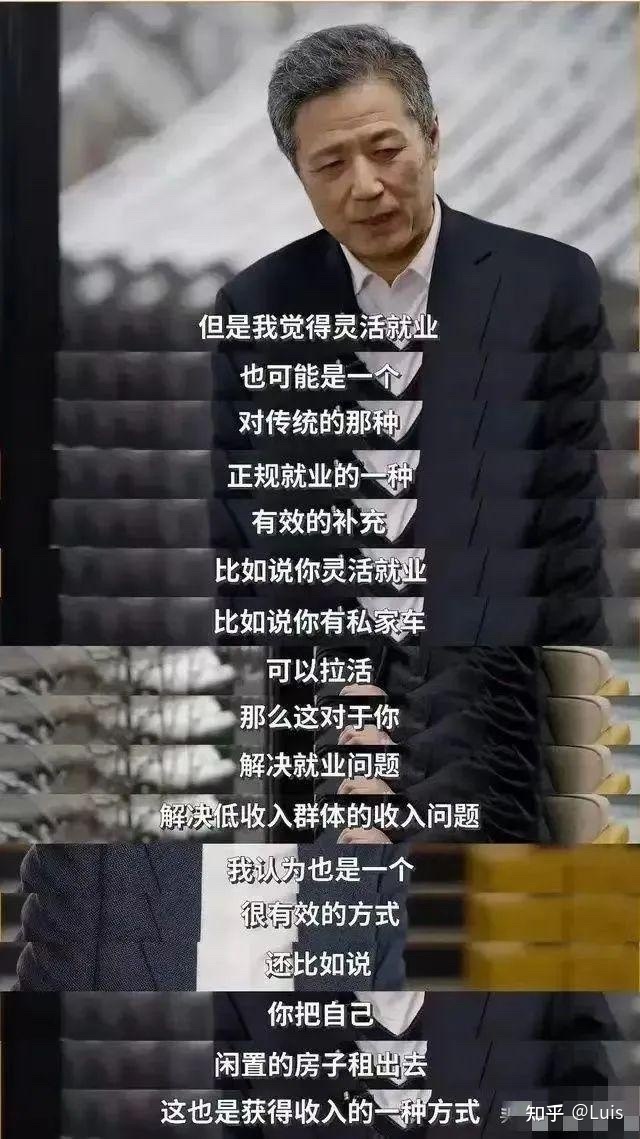 但是我觉得灵活就业
也可能是一个
对传统的那种
正规就业的一种
有效的补充
比如说你灵活就业
比如说你有私家车
可以拉活
那么这对于你
解决就业问题
解决低收入群体的收入问题
我认为也是一个
很有效的方式
还比如说
你把自己
闲置的房子租出去
这也是获得收入的一种方式
知乎 @Luis